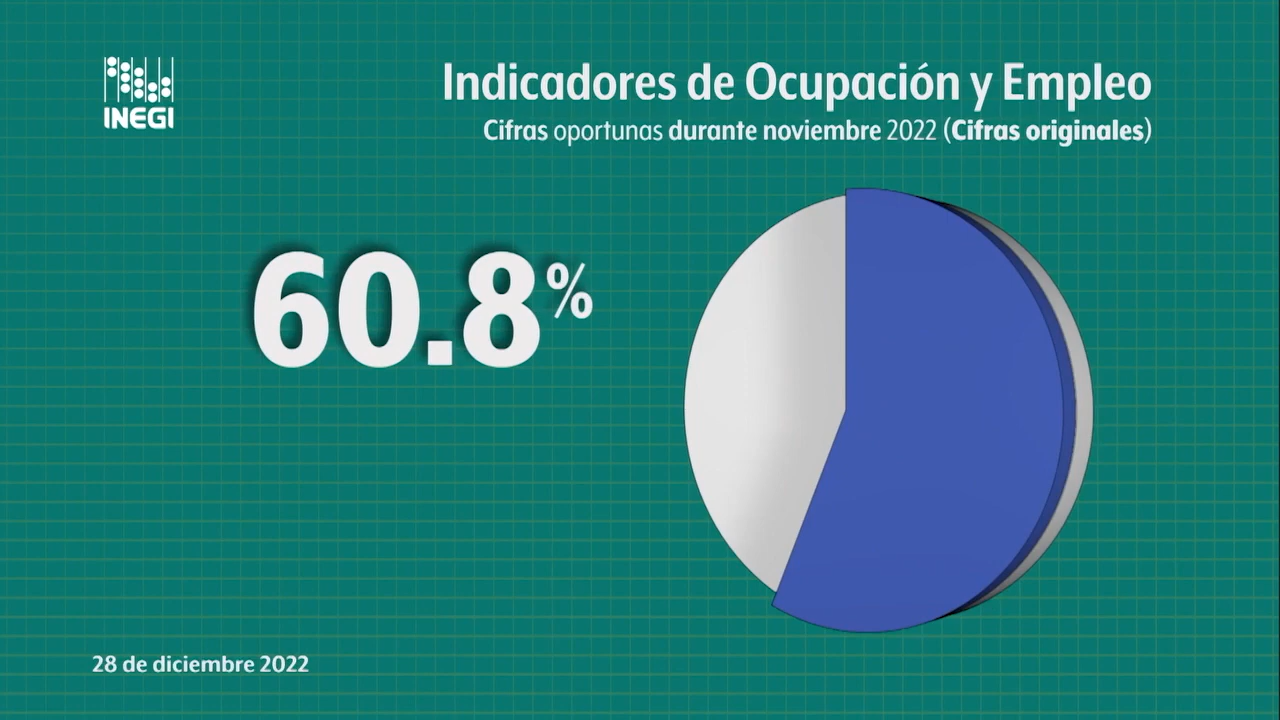 INEGI
Indicadores de Ocupación y Empleo
Cifras oportunas durante noviembre 2022 (Cifras originales)
60.8%
28 de diciembre 2022